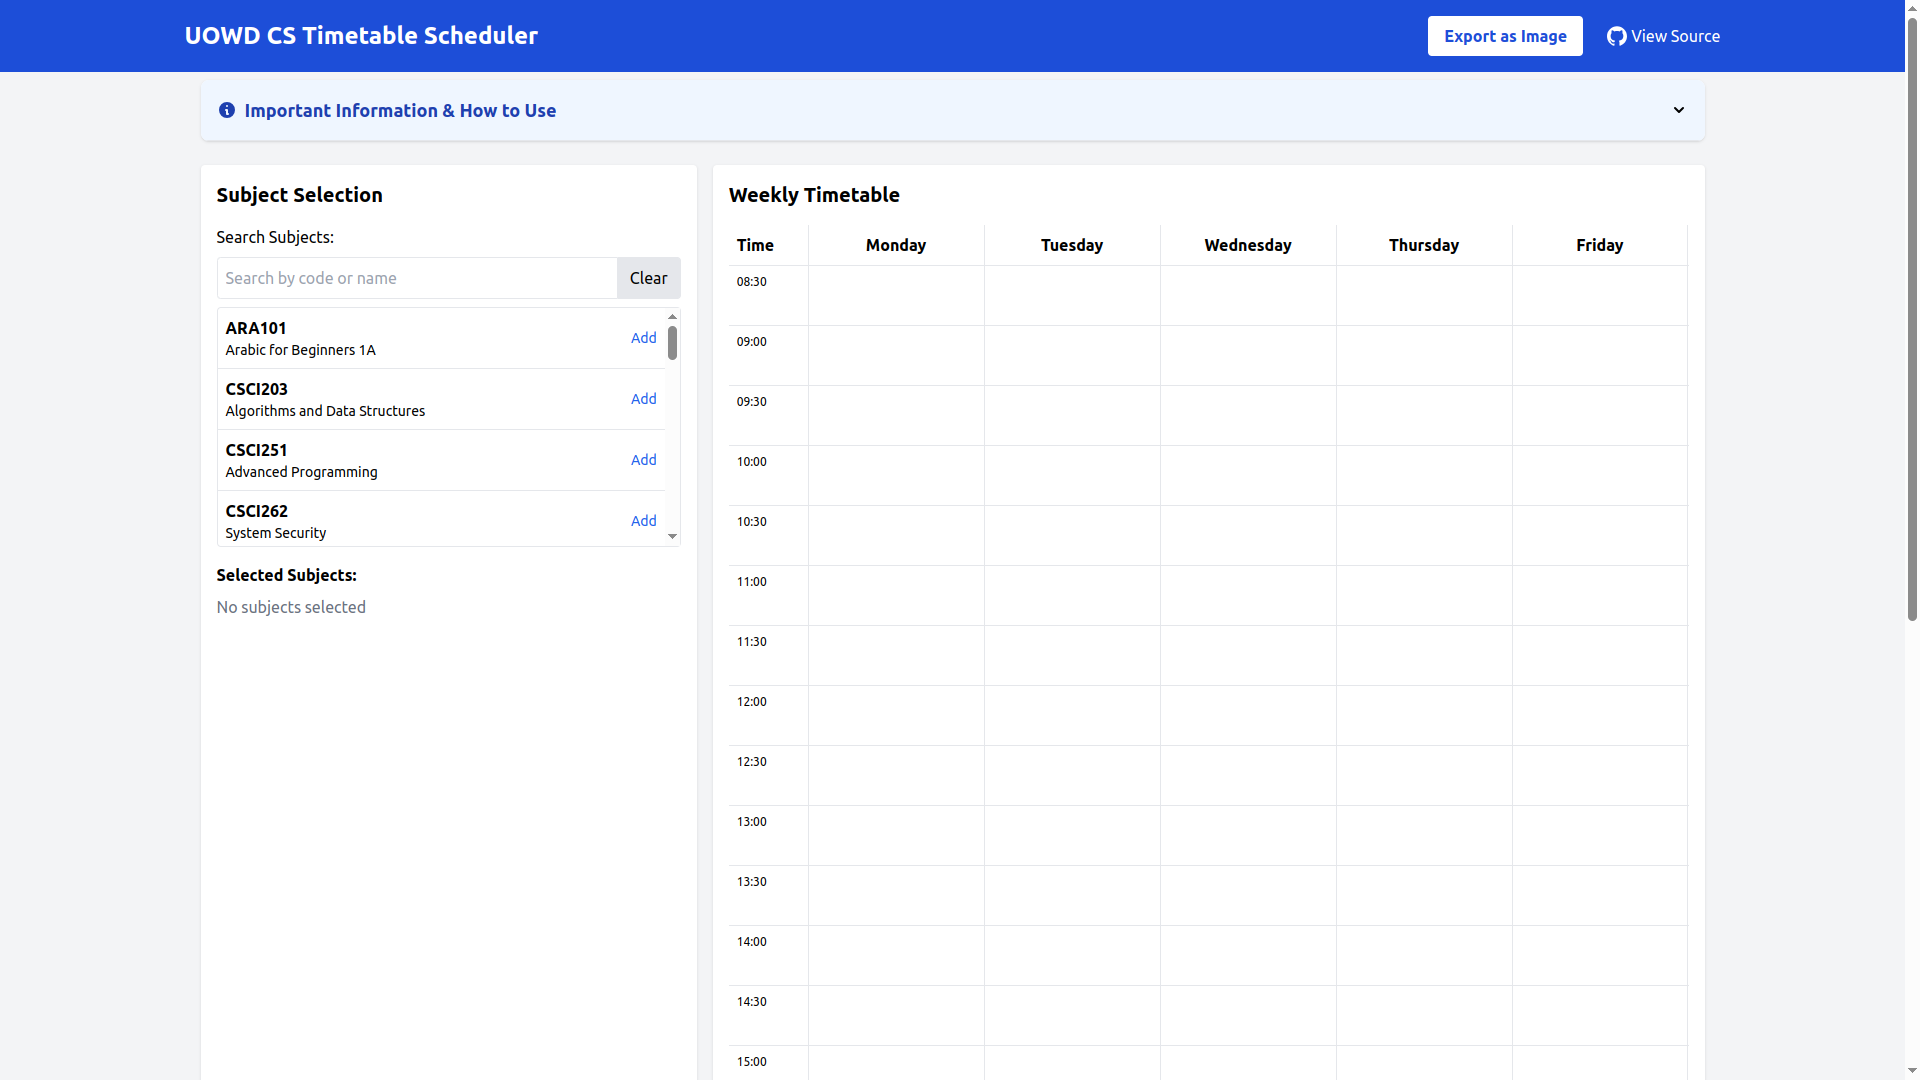 UOWD CS Timetable Scheduler
Export as Image
View Source
Important Information & How to Use
Subject Selection
Search Subjects:
Search by code or name
Clear
ARA101
Arabic for Beginners 1A
Add
CSCI203
Algorithms and Data Structures
Add
CSCI251
Advanced Programming
Add
CSCI262
System Security
Add
Selected Subjects:
No subjects selected
Weekly Timetable
Time Monday Tuesday Wednesday Thursday Friday
08:30
09:00
09:30
10:00
10:30
11:00
11:30
12:00
12:30
13:00
13:30
14:00
14:30
15:00